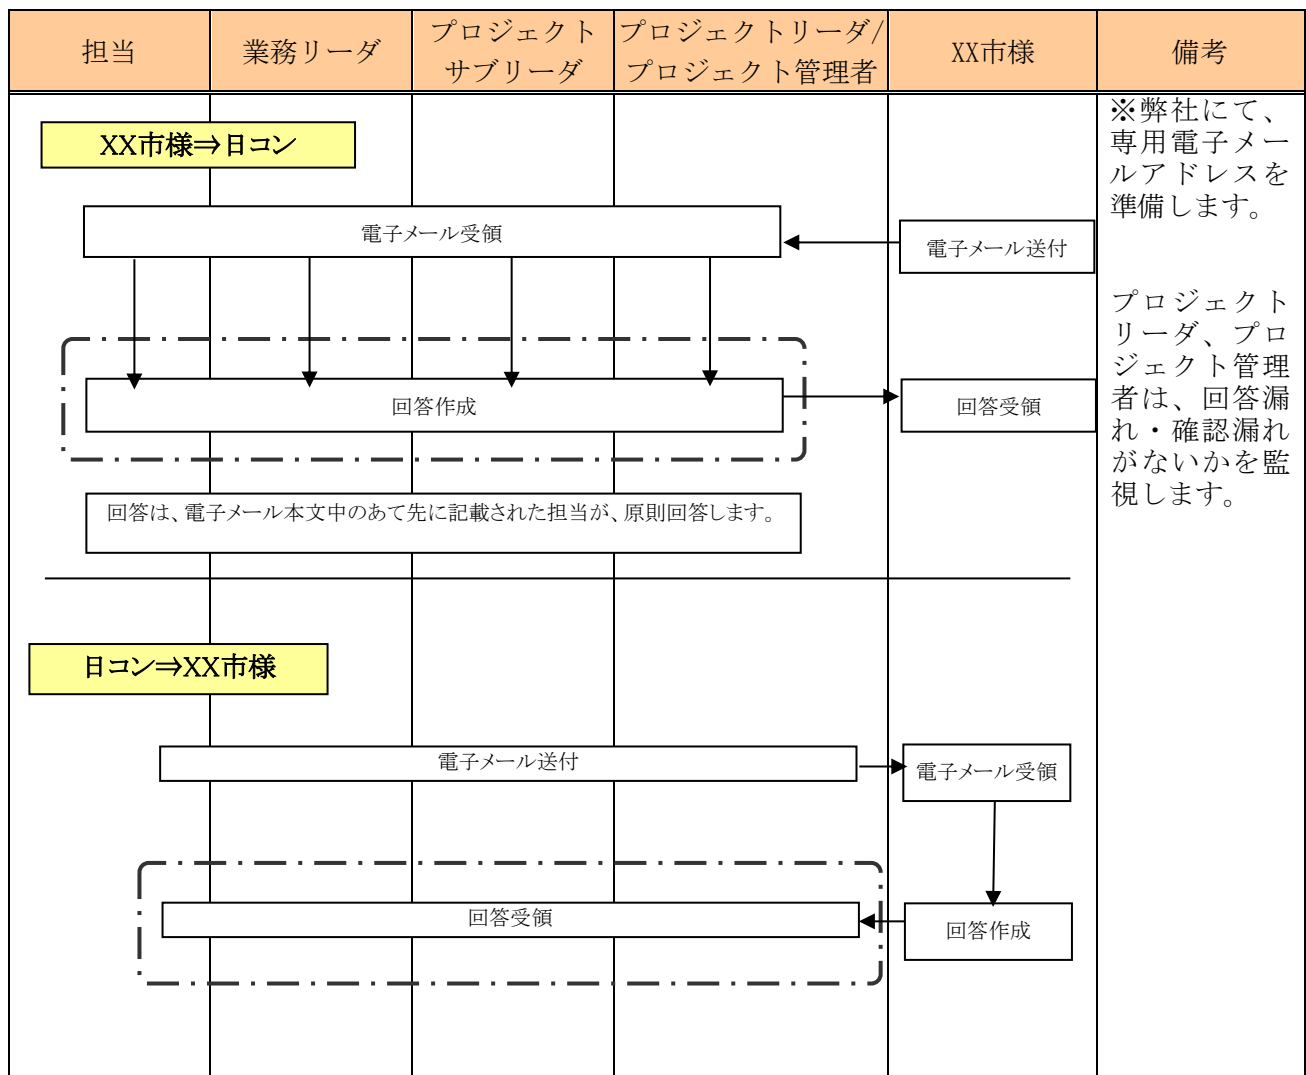 担当
業務リーダ
プロジェクト
サブリーダ
プロジェクトリーダ/
プロジェクト管理者
XX市様
備考
XX市様⇒日コン
電子メール受領
電子メール送付
回答作成
回答受領
回答は、電子メール本文中のあて先に記載された担当が、原則回答します。
※弊社にて、
専用電子メー
ルアドレスを
準備します。
プロジェクト
リーダ、プロ
ジェクト管理
者は、回答漏
れ・確認漏れ
がないかを監
視します。
日コン⇒XX市様
電子メール送付
電子メール受領
回答受領
回答作成